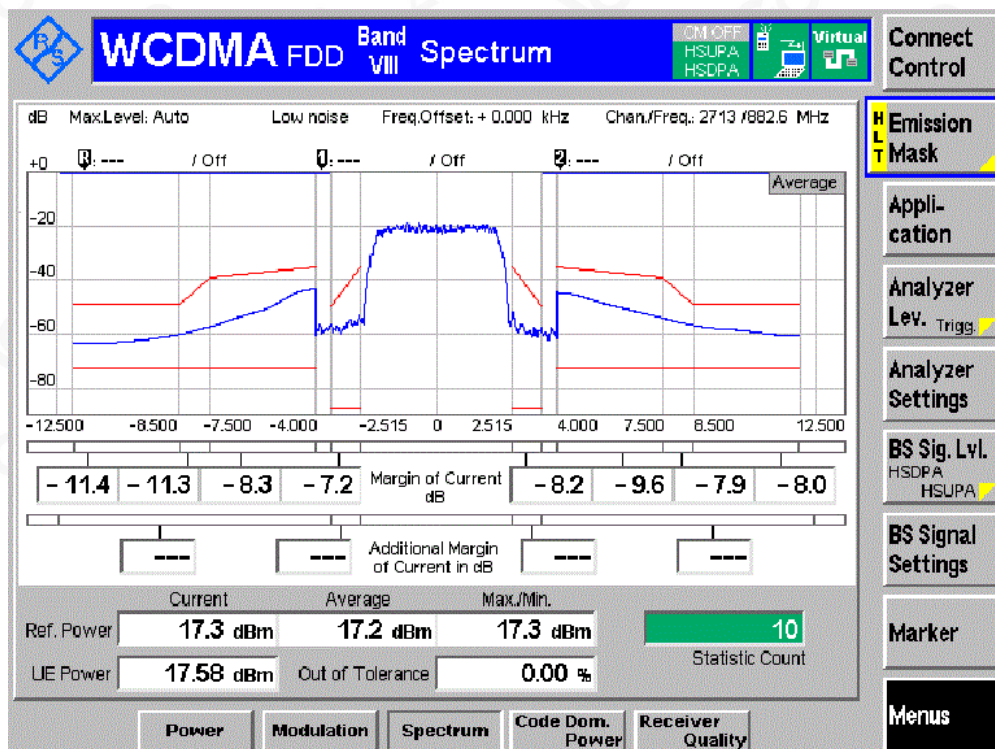 R S
WCDMA FDD Band VIII Spectrum
CM OFF
HSUPA
HSDPA
Virtual
Connect Control
dB Max.Level: Auto Low noise Freq.Offset: + 0.000 kHz Chan./Freq.: 2713 / 882.6 MHz
R: --- / Off 1: --- / Off 2: --- / Off
Average
+0
-20
-40
-60
-80
-12.500 -8.500 -7.500 -4.000 -2.515 0 2.515 4.000 7.500 8.500 12.500
- 11.4 - 11.3 - 8.3 - 7.2 Margin of Current dB - 8.2 - 9.6 - 7.9 - 8.0
--- --- Additional Margin of Current in dB --- ---
Current Average Max./Min.
Ref. Power 17.3 dBm 17.2 dBm 17.3 dBm 10
Statistic Count
UE Power 17.58 dBm Out of Tolerance 0.00 %
HLT
Emission Mask
Appli-
cation
Analyzer
Lev. Trigg.
Analyzer
Settings
BS Sig. Lvl.
HSDPA
HSUPA
BS Signal
Settings
Marker
Menus
Power Modulation Spectrum Code Dom. Power Receiver Quality